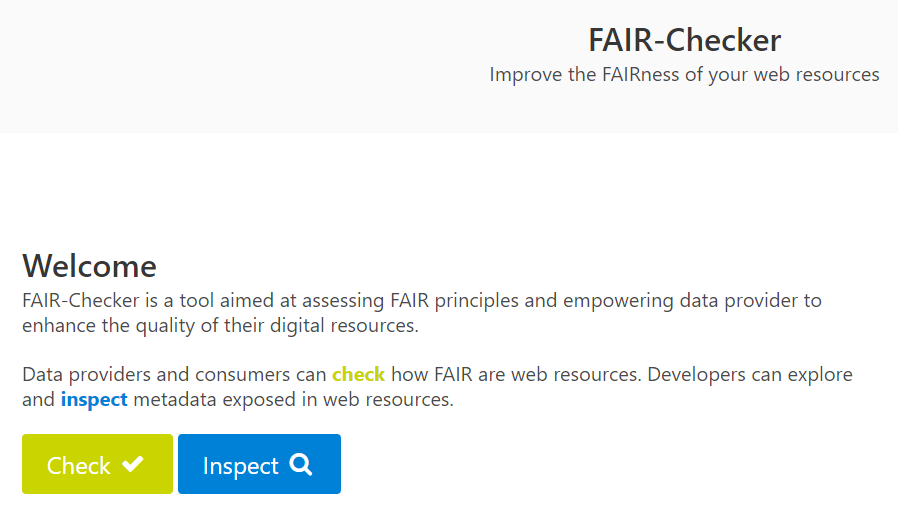 FAIR-Checker
Improve the FAIRness of your web resources
Welcome
FAIR-Checker is a tool aimed at assessing FAIR principles and empowering data provider to
enhance the quality of their digital resources.
Data providers and consumers can check how FAIR are web resources. Developers can explore
and inspect metadata exposed in web resources.
Check
Inspect